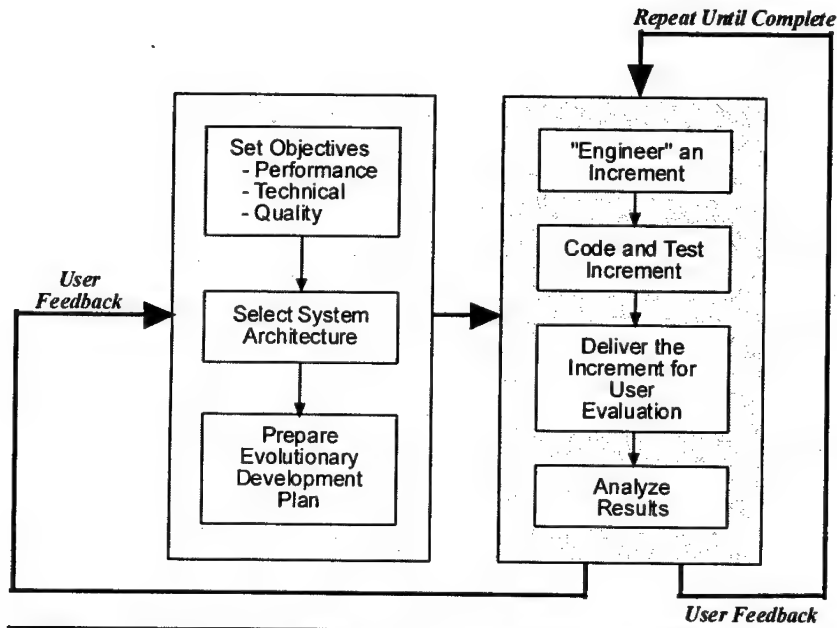 Repeat Until Complete
Set Objectives
- Performance
- Technical
- Quality
Select System
Architecture
Prepare
Evolutionary
Development
Plan
User
Feedback
"Engineer" an
Increment
Code and Test
Increment
Deliver the
Increment for
User
Evaluation
Analyze
Results
User Feedback